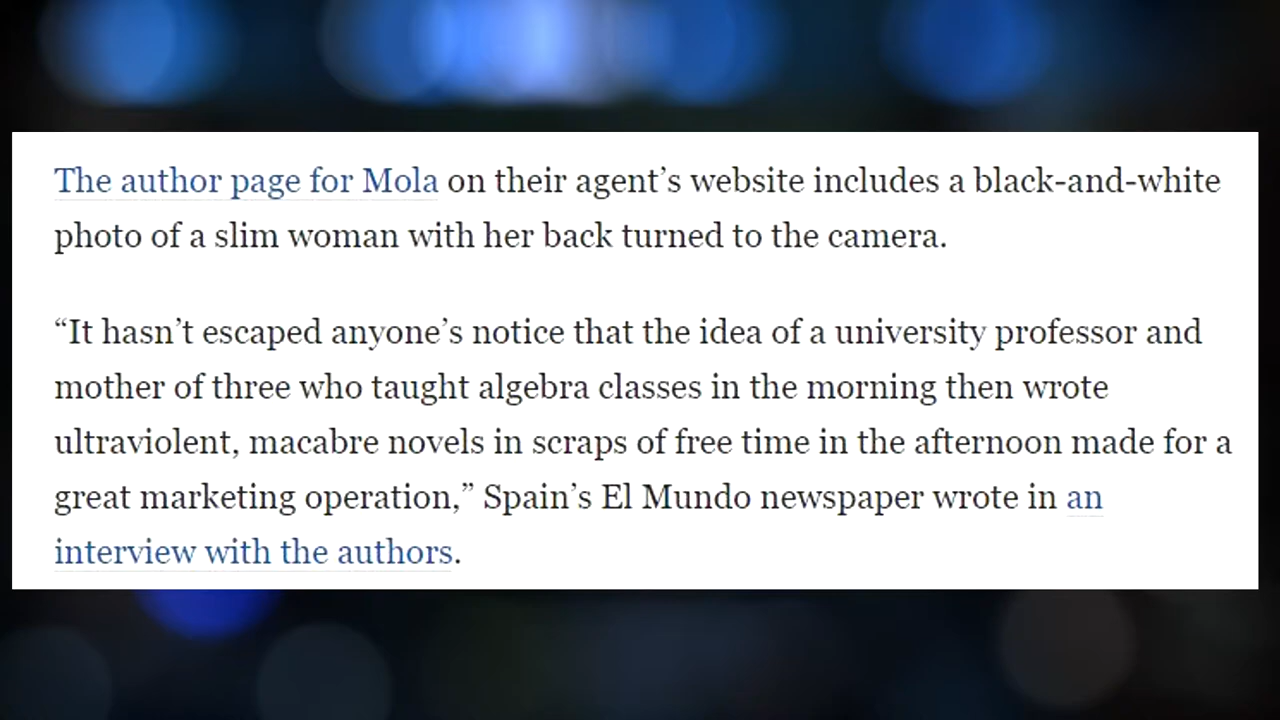 The author page for Mola on their agent’s website includes a black-and-white
photo of a slim woman with her back turned to the camera.
“It hasn’t escaped anyone’s notice that the idea of a university professor and
mother of three who taught algebra classes in the morning then wrote
ultraviolent, macabre novels in scraps of free time in the afternoon made for a
great marketing operation,” Spain’s El Mundo newspaper wrote in an
interview with the authors.